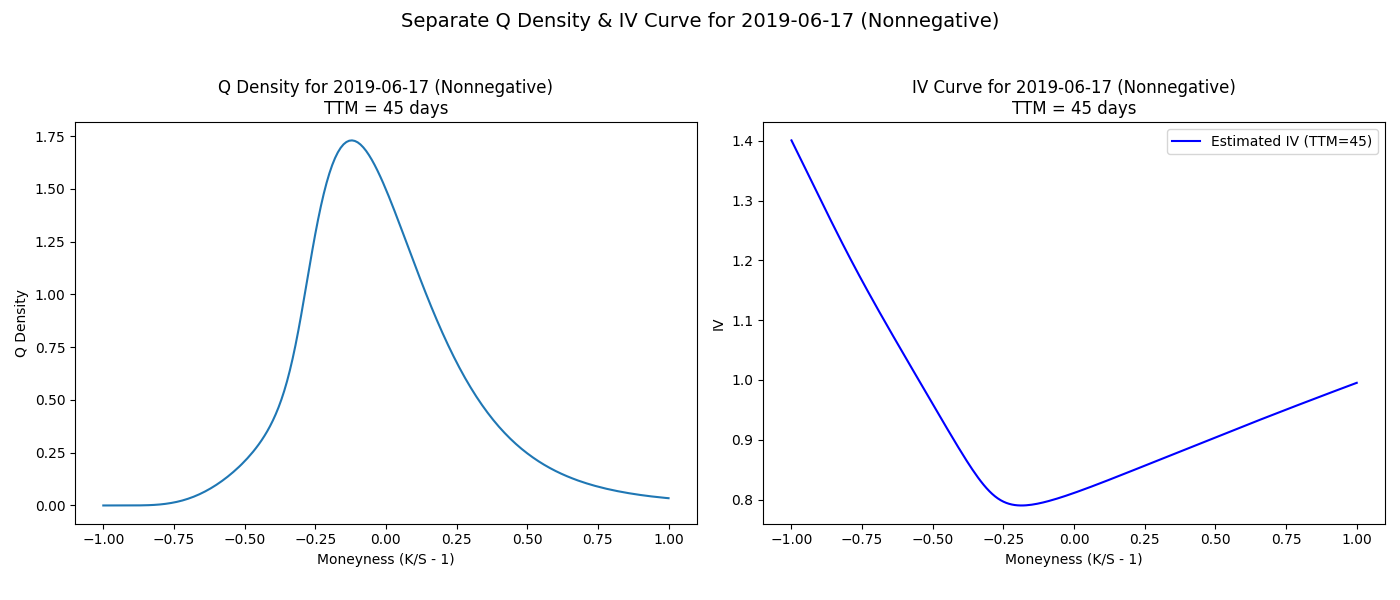 Separate Q Density & IV Curve for 2019-06-17 (Nonnegative)
Q Density for 2019-06-17 (Nonnegative)
TTM = 45 days
1.75
1.50
1.25
1.00
0.75
0.50
0.25
0.00
Q Density
−1.00 −0.75 −0.50 −0.25 0.00 0.25 0.50 0.75 1.00
Moneyness (K/S - 1)
IV Curve for 2019-06-17 (Nonnegative)
TTM = 45 days
Estimated IV (TTM=45)
1.4
1.3
1.2
1.1
1.0
0.9
0.8
IV
−1.00 −0.75 −0.50 −0.25 0.00 0.25 0.50 0.75 1.00
Moneyness (K/S - 1)